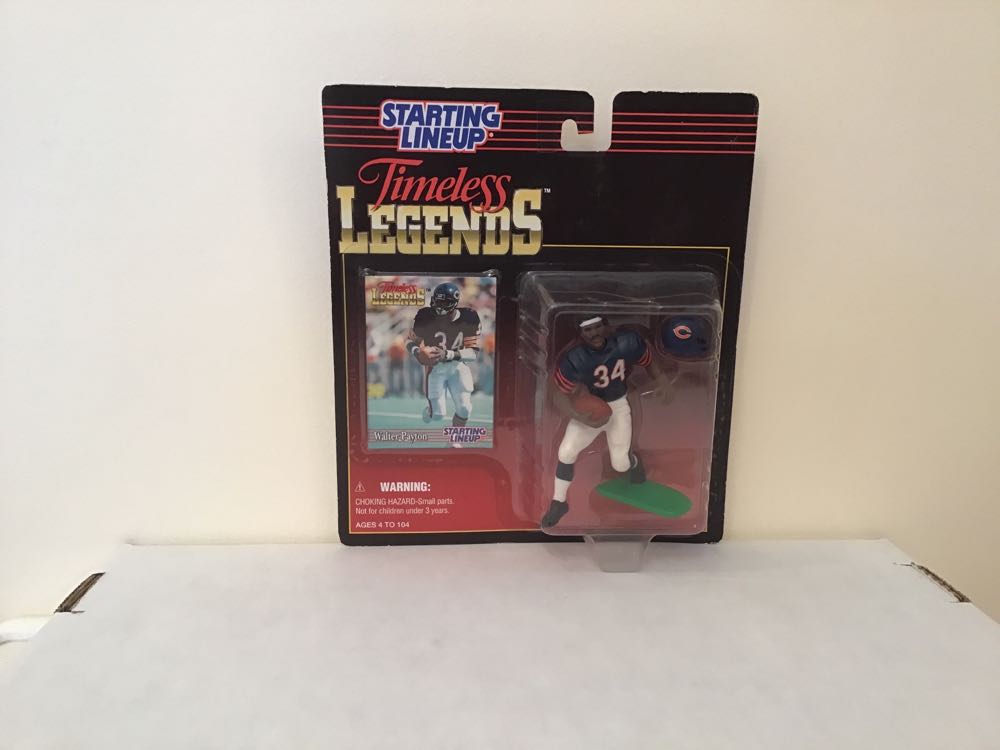 STARTING
LINEUP
Timeless
LEGENDS™
Timeless
LEGENDS
34
Walter Payton
STARTING
LINEUP
34
C
WARNING:
CHOKING HAZARD-Small parts.
Not for children under 3 years.
AGES 4 TO 104